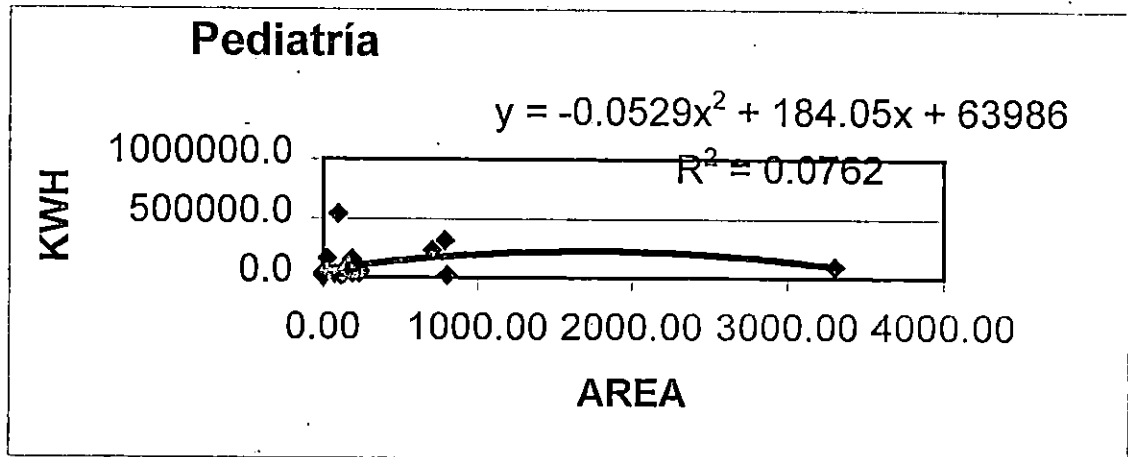 Pediatría
y = -0.0529x² + 184.05x + 63986
R² = 0.0762
1000000.0
500000.0
0.0
KWH
0.00 1000.00 2000.00 3000.00 4000.00
AREA